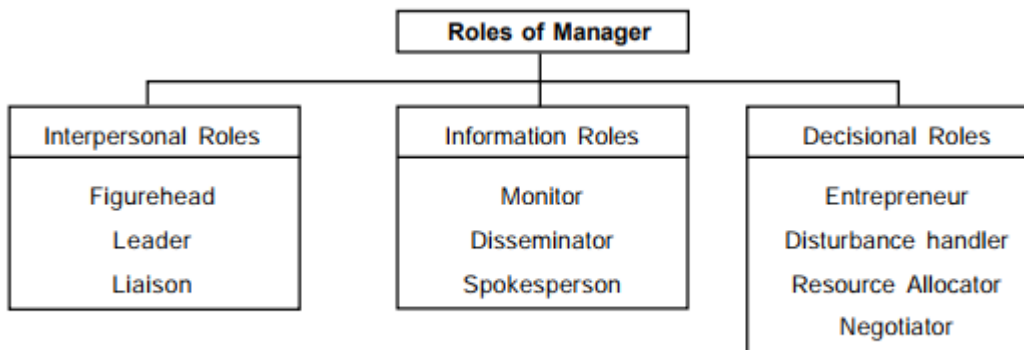 Roles of Manager
Interpersonal Roles
Figurehead
Leader
Liaison
Information Roles
Monitor
Disseminator
Spokesperson
Decisional Roles
Entrepreneur
Disturbance handler
Resource Allocator
Negotiator